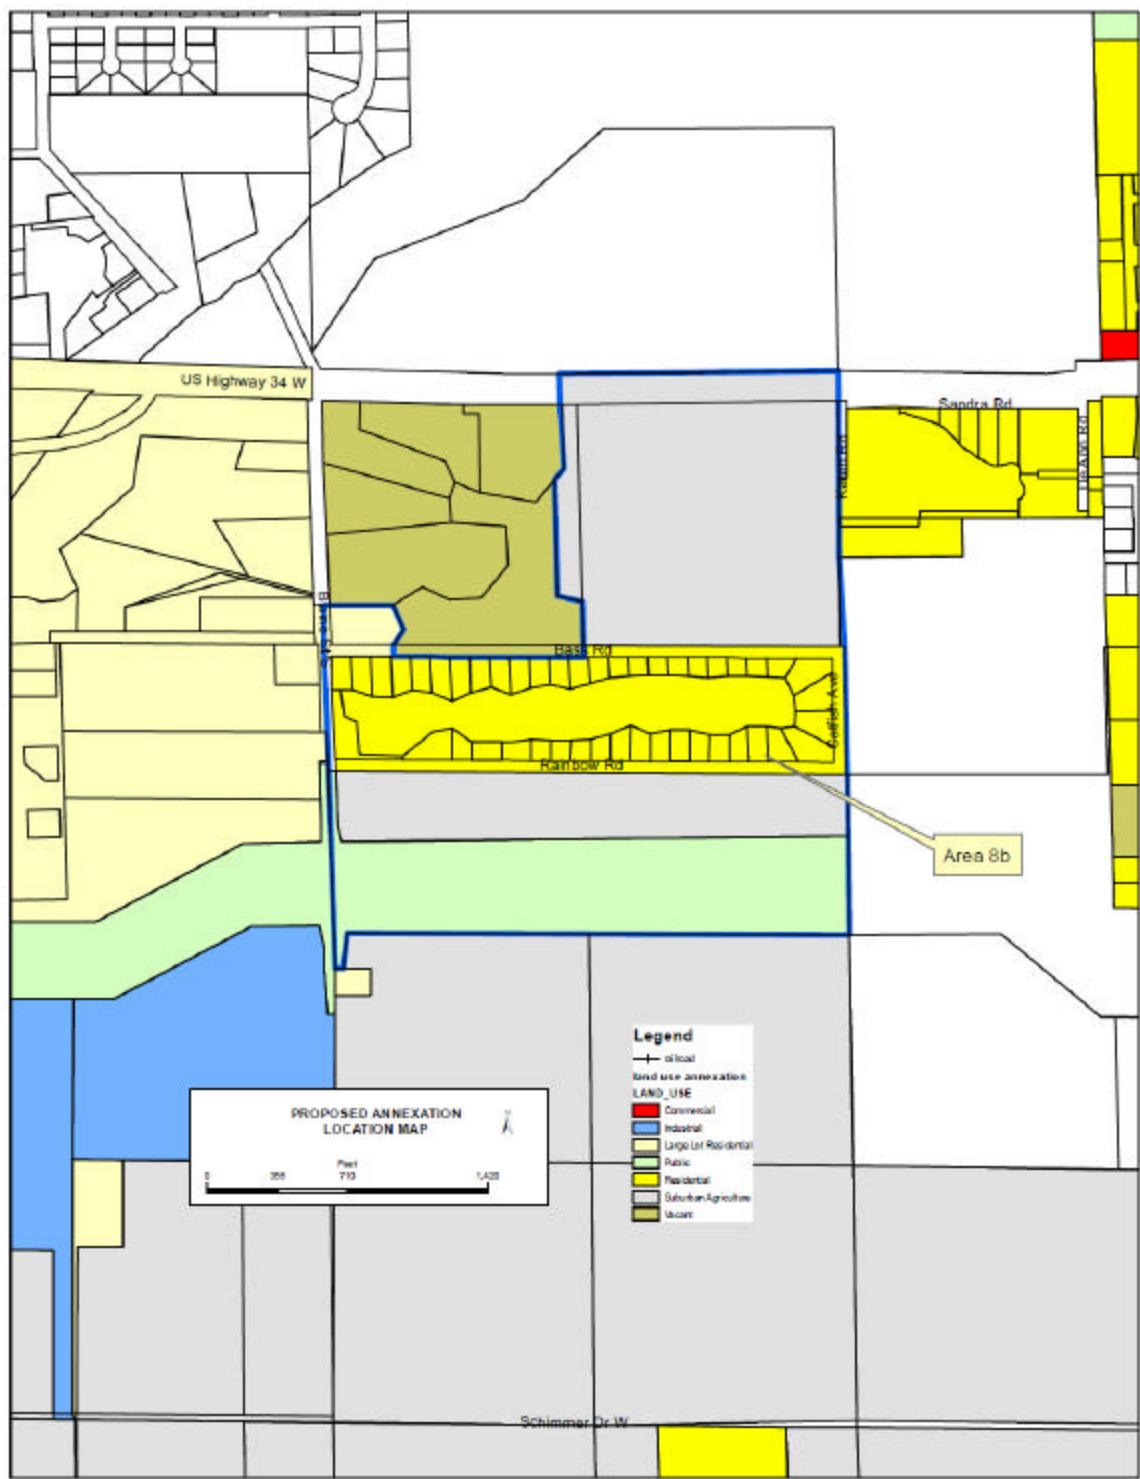 US Highway 34 W
Sandra Rd
Bass Rd
Catfish Ave
Rainbow Rd
Area 8b
Legend
land use annexation
LAND_USE
Commercial
Industrial
Large Lot Residential
Public
Residential
Suburban Agriculture
Vacant
PROPOSED ANNEXATION
LOCATION MAP
N
Feet
0 355 710 1,420
Schimmer Dr W